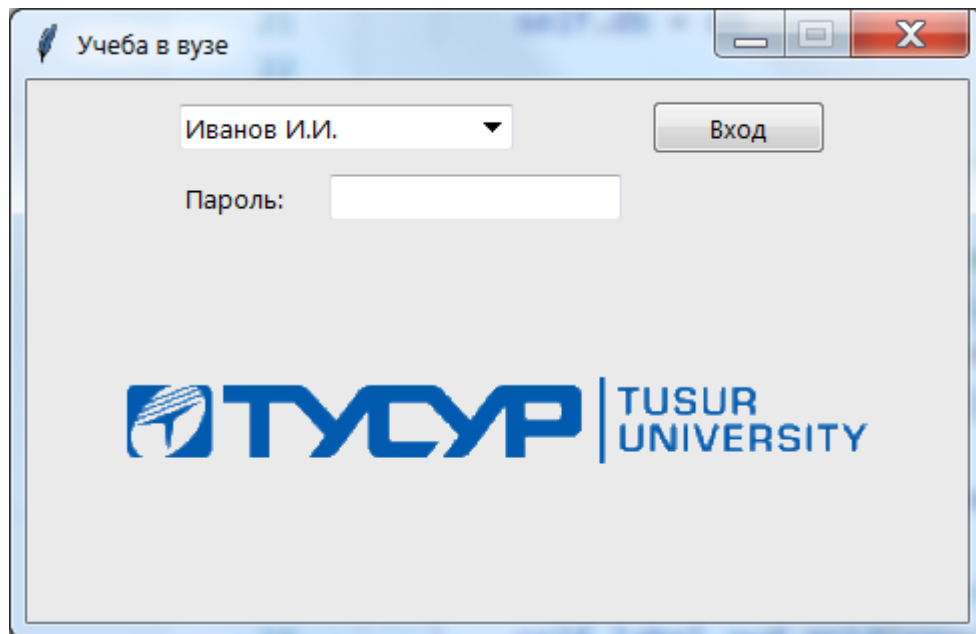 Учеба в вузе
Иванов И.И.
Вход
Пароль:
ТУСУР
TUSUR
UNIVERSITY